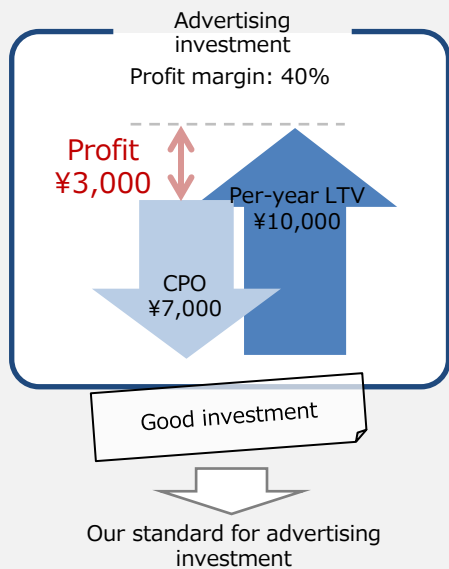 Advertising
investment
Profit margin: 40%
Profit
¥3,000
Per-year LTV
¥10,000
CPO
¥7,000
Good investment
Our standard for advertising
investment